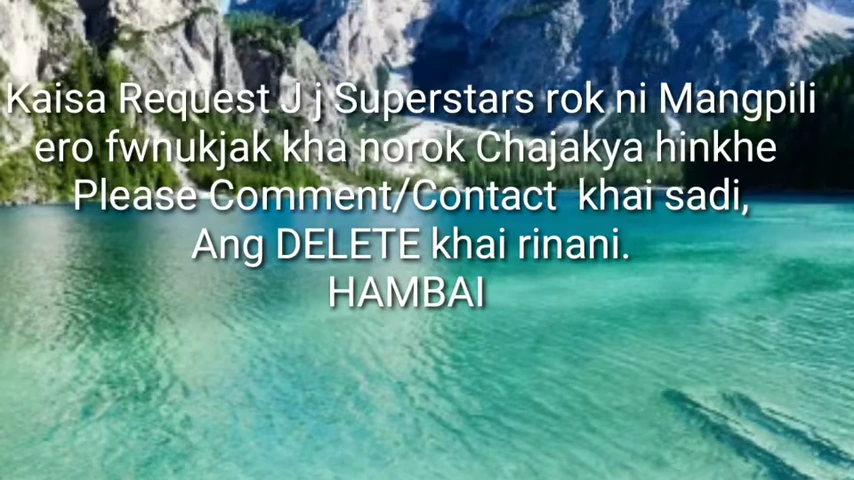 Kaisa Request J j Superstars rok ni Mangpili
ero fwnukjak kha norok Chajakya hinkhe
Please Comment/Contact khai sadi,
Ang DELETE khai rinani.
HAMBAI